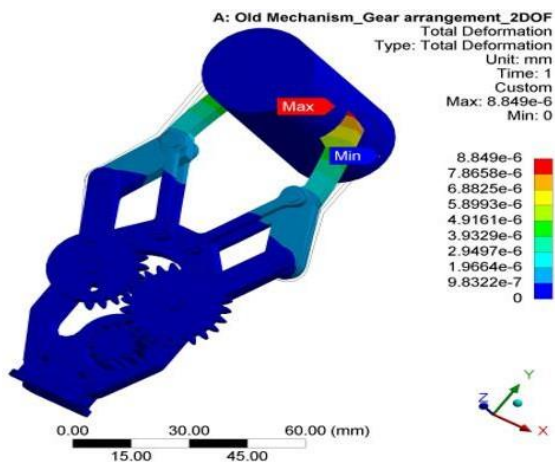 A: Old Mechanism_Gear arrangement_2DOF
Total Deformation
Type: Total Deformation
Unit: mm
Time: 1
Custom
Max: 8.849e-6
Min: 0
Max
Min
8.849e-6
7.8658e-6
6.8825e-6
5.8993e-6
4.9161e-6
3.9329e-6
2.9497e-6
1.9664e-6
9.8322e-7
0
Y
Z
X
0.00 30.00 60.00 (mm)
15.00 45.00